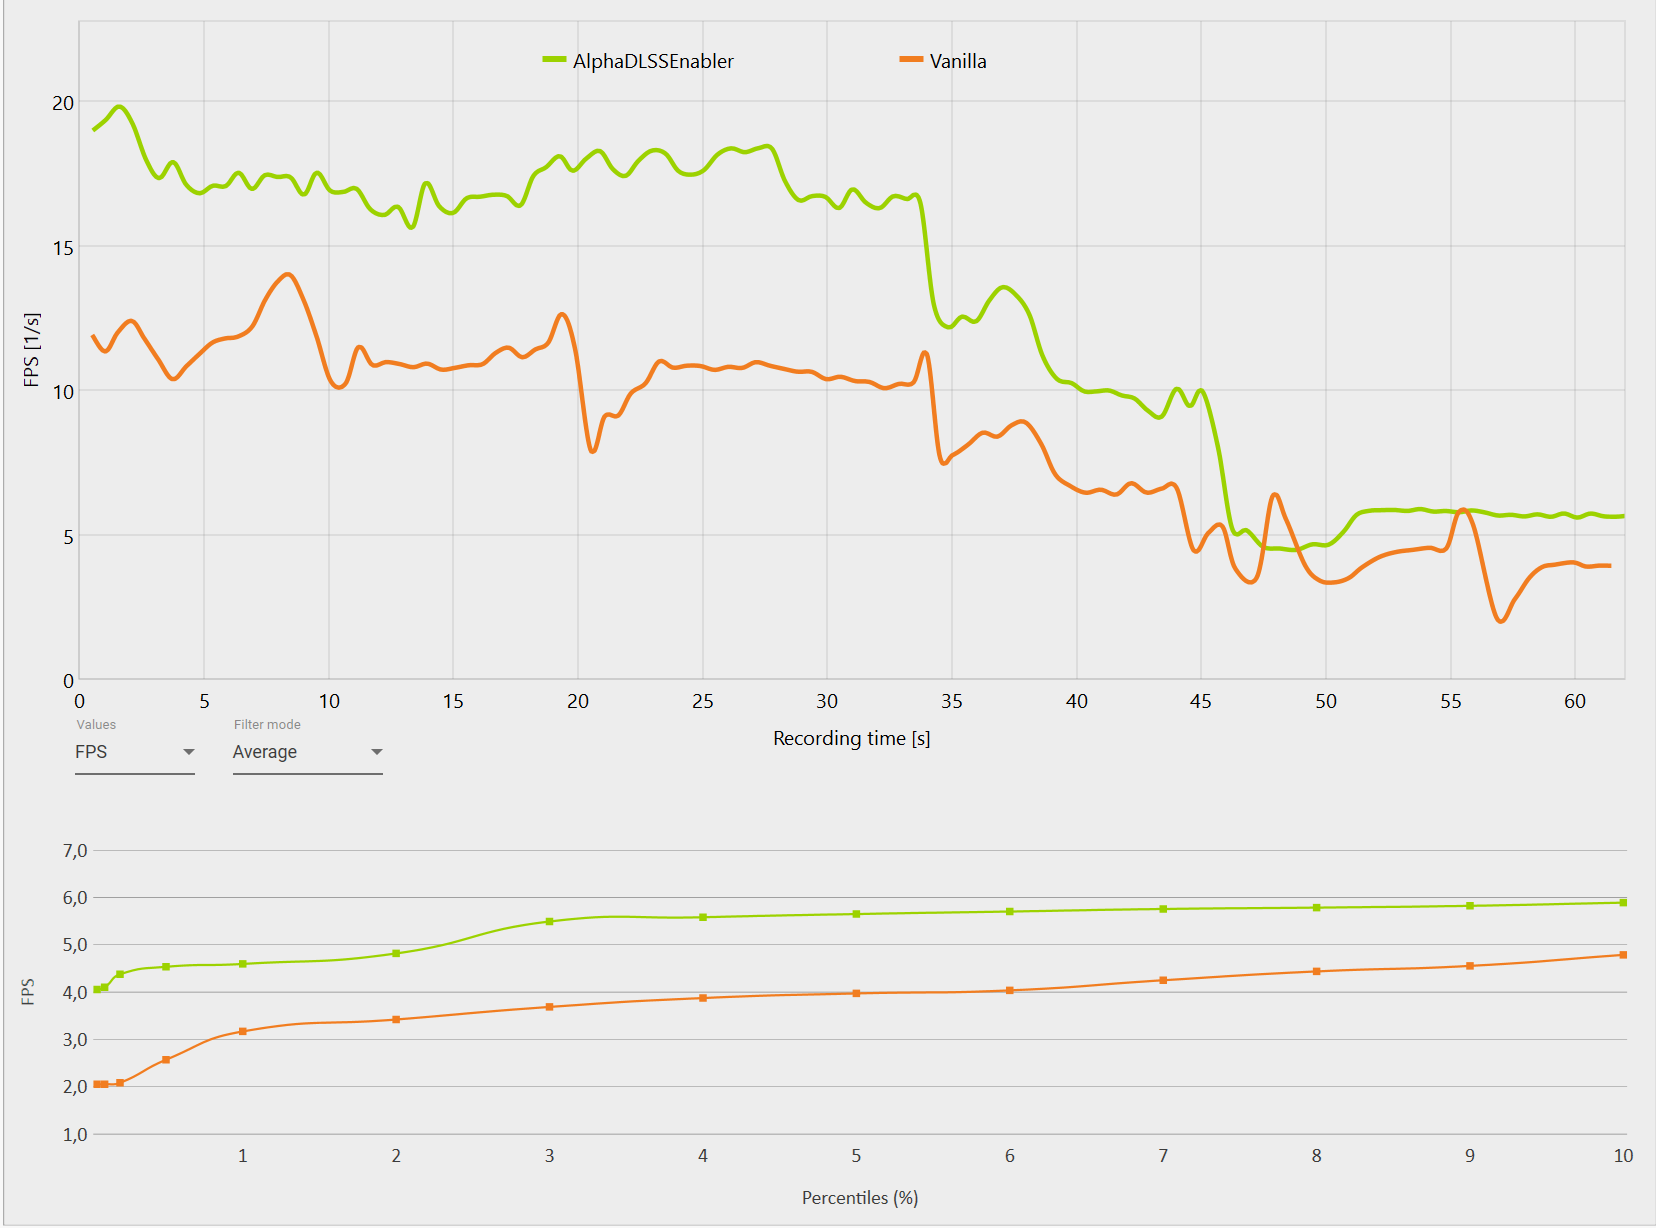 AlphaDLSSEnabler Vanilla
20
15
FPS [1/s]
10
5
0
0 5 10 15 20 25 30 35 40 45 50 55 60
Recording time [s]
Values Filter mode
FPS Average
7,0
6,0
5,0
FPS
4,0
3,0
2,0
1,0
1 2 3 4 5 6 7 8 9 10
Percentiles (%)